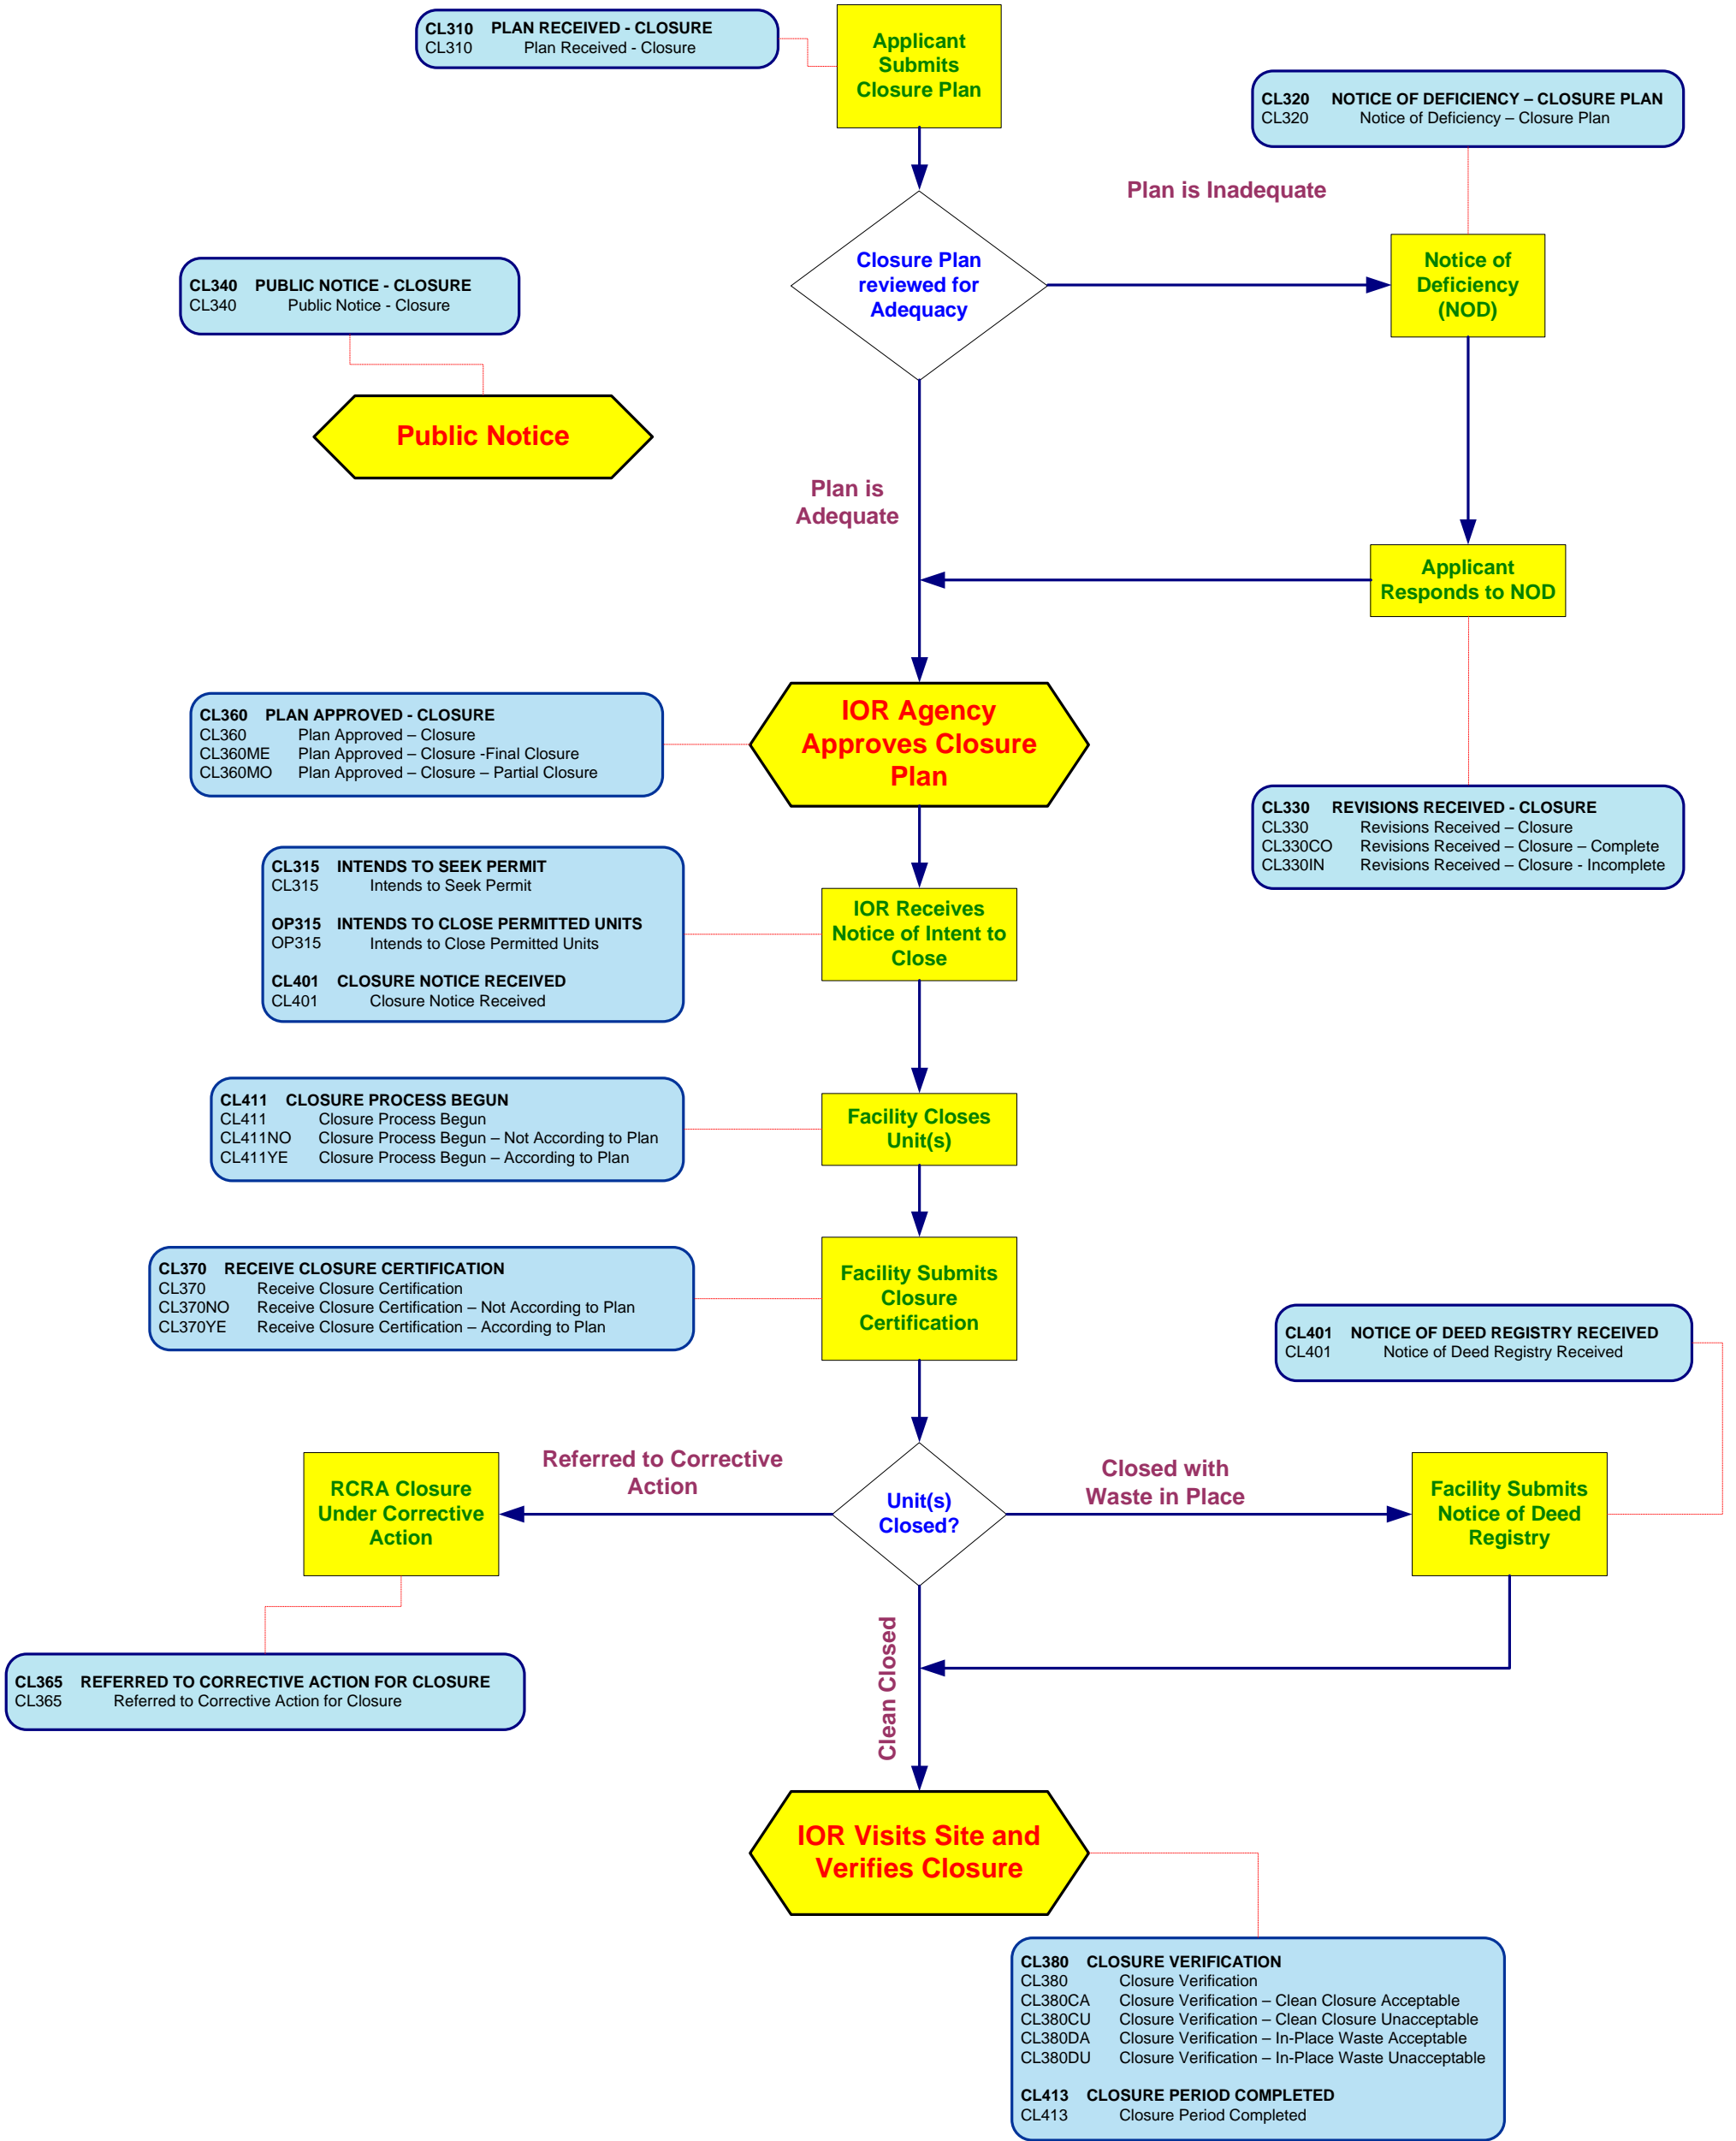 CL310 PLAN RECEIVED - CLOSURE
CL310 Plan Received - Closure
Applicant
Submits
Closure Plan
CL320 NOTICE OF DEFICIENCY – CLOSURE PLAN
CL320 Notice of Deficiency – Closure Plan
Plan is Inadequate
Closure Plan
reviewed for
Adequacy
Notice of
Deficiency
(NOD)
CL340 PUBLIC NOTICE - CLOSURE
CL340 Public Notice - Closure
Public Notice
Plan is
Adequate
Applicant
Responds to NOD
CL360 PLAN APPROVED - CLOSURE
CL360 Plan Approved – Closure
CL360ME Plan Approved – Closure -Final Closure
CL360MO Plan Approved – Closure – Partial Closure
IOR Agency
Approves Closure
Plan
CL330 REVISIONS RECEIVED - CLOSURE
CL330 Revisions Received – Closure
CL330CO Revisions Received – Closure – Complete
CL330IN Revisions Received – Closure - Incomplete
CL315 INTENDS TO SEEK PERMIT
CL315 Intends to Seek Permit
OP315 INTENDS TO CLOSE PERMITTED UNITS
OP315 Intends to Close Permitted Units
CL401 CLOSURE NOTICE RECEIVED
CL401 Closure Notice Received
IOR Receives
Notice of Intent to
Close
CL411 CLOSURE PROCESS BEGUN
CL411 Closure Process Begun
CL411NO Closure Process Begun – Not According to Plan
CL411YE Closure Process Begun – According to Plan
Facility Closes
Unit(s)
CL370 RECEIVE CLOSURE CERTIFICATION
CL370 Receive Closure Certification
CL370NO Receive Closure Certification – Not According to Plan
CL370YE Receive Closure Certification – According to Plan
Facility Submits
Closure
Certification
CL401 NOTICE OF DEED REGISTRY RECEIVED
CL401 Notice of Deed Registry Received
RCRA Closure
Under Corrective
Action
Referred to Corrective
Action
Unit(s)
Closed?
Closed with
Waste in Place
Facility Submits
Notice of Deed
Registry
CL365 REFERRED TO CORRECTIVE ACTION FOR CLOSURE
CL365 Referred to Corrective Action for Closure
Clean Closed
IOR Visits Site and
Verifies Closure
CL380 CLOSURE VERIFICATION
CL380 Closure Verification
CL380CA Closure Verification – Clean Closure Acceptable
CL380CU Closure Verification – Clean Closure Unacceptable
CL380DA Closure Verification – In-Place Waste Acceptable
CL380DU Closure Verification – In-Place Waste Unacceptable
CL413 CLOSURE PERIOD COMPLETED
CL413 Closure Period Completed